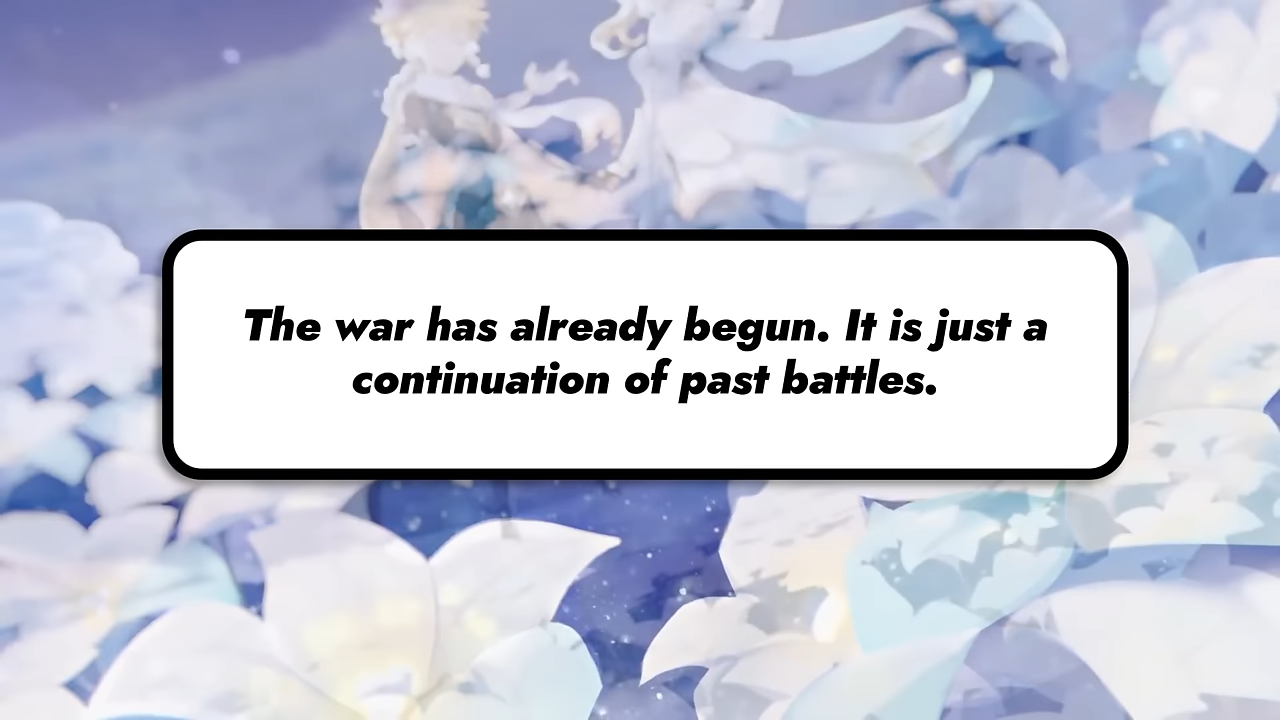 The war has already begun. It is just a
continuation of past battles.